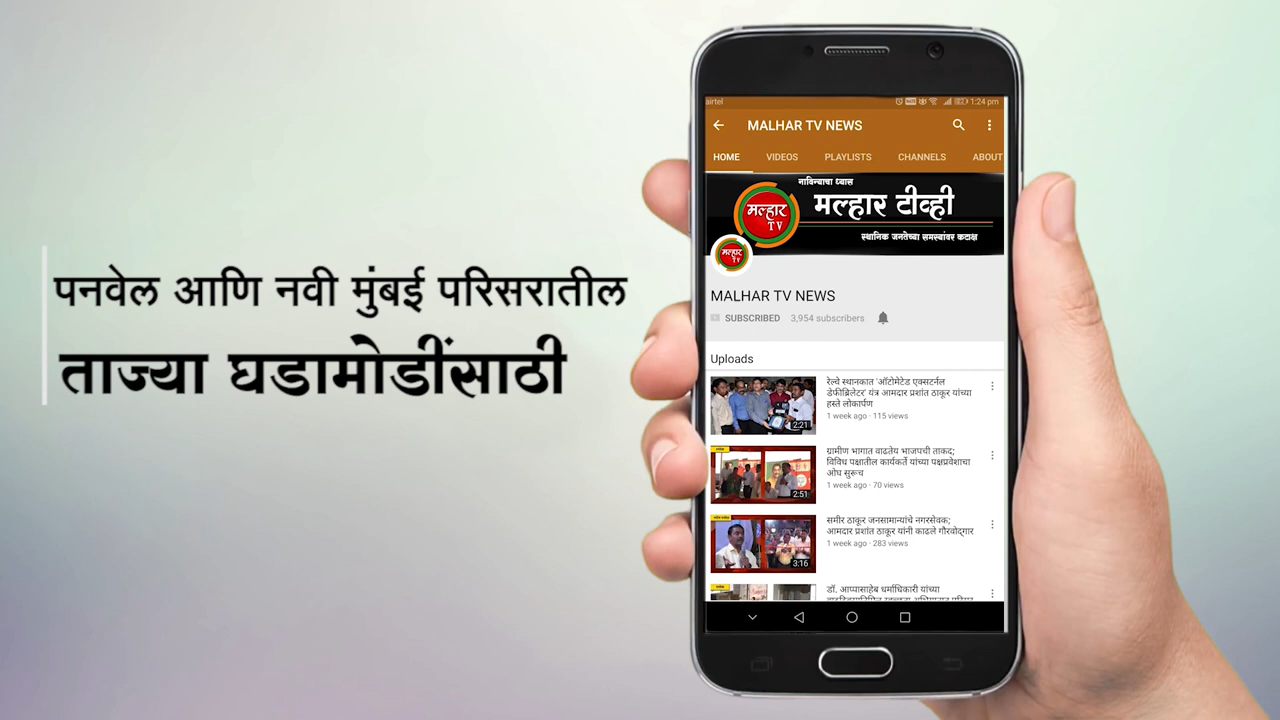 पनवेल आणि नवी मुंबई परिसरातील
ताज्या घडामोडींसाठी
airtel
1:24 pm
MALHAR TV NEWS
HOME VIDEOS PLAYLISTS CHANNELS ABOUT
नाविन्याचा ध्यास
मल्हार TV
मल्हार टीव्ही
स्थानिक जनतेच्या समस्यांवर कटाक्ष
मल्हार TV
MALHAR TV NEWS
SUBSCRIBED 3,954 subscribers
Uploads
रेल्वे स्थानकात 'ऑटोमेटेड एक्सटर्नल
डेफीब्रिलेटर' यंत्र आमदार प्रशांत ठाकूर यांच्या
हस्ते लोकार्पण
1 week ago · 115 views
2:21
ग्रामीण भागात वाढतेय भाजपची ताकद;
विविध पक्षातील कार्यकर्ते यांच्या पक्षप्रवेशाचा
ओघ सुरूच
1 week ago · 70 views
2:51
समीर ठाकूर जनसामान्यांचे नगरसेवक;
आमदार प्रशांत ठाकूर यांनी काढले गौरवोद्गार
1 week ago · 283 views
3:16
डॉ. आप्पासाहेब धर्माधिकारी यांच्या